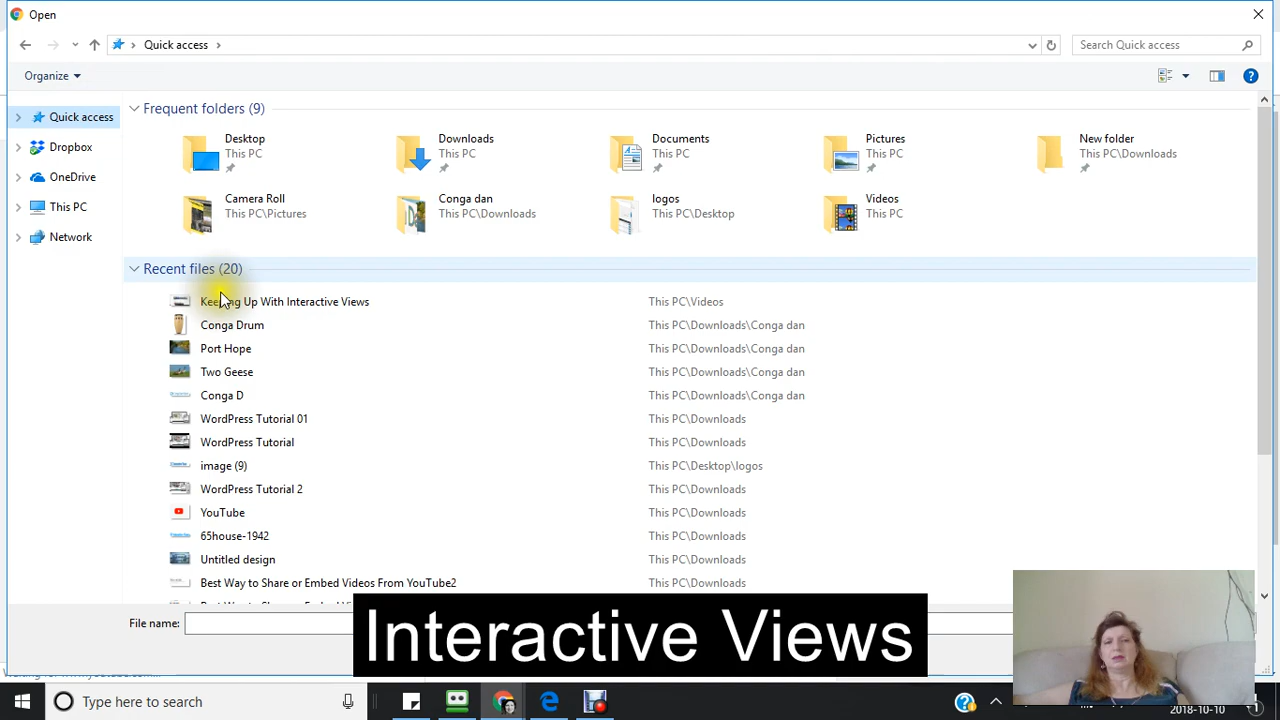 Open
Quick access
Search Quick access
Organize
Quick access
Dropbox
OneDrive
This PC
Network
Frequent folders (9)
Desktop
This PC
Downloads
This PC
Documents
This PC
Pictures
This PC
New folder
This PC\Downloads
Camera Roll
This PC\Pictures
Conga dan
This PC\Downloads
logos
This PC\Desktop
Videos
This PC
Recent files (20)
Keeping Up With Interactive Views This PC\Videos
Conga Drum This PC\Downloads\Conga dan
Port Hope This PC\Downloads\Conga dan
Two Geese This PC\Downloads\Conga dan
Conga D This PC\Downloads\Conga dan
WordPress Tutorial 01 This PC\Downloads
WordPress Tutorial This PC\Downloads
image (9) This PC\Desktop\logos
WordPress Tutorial 2 This PC\Downloads
YouTube This PC\Downloads
65house-1942 This PC\Downloads
Untitled design This PC\Downloads
Best Way to Share or Embed Videos From YouTube2 This PC\Downloads
File name:
Interactive Views
Type here to search
2018-10-10